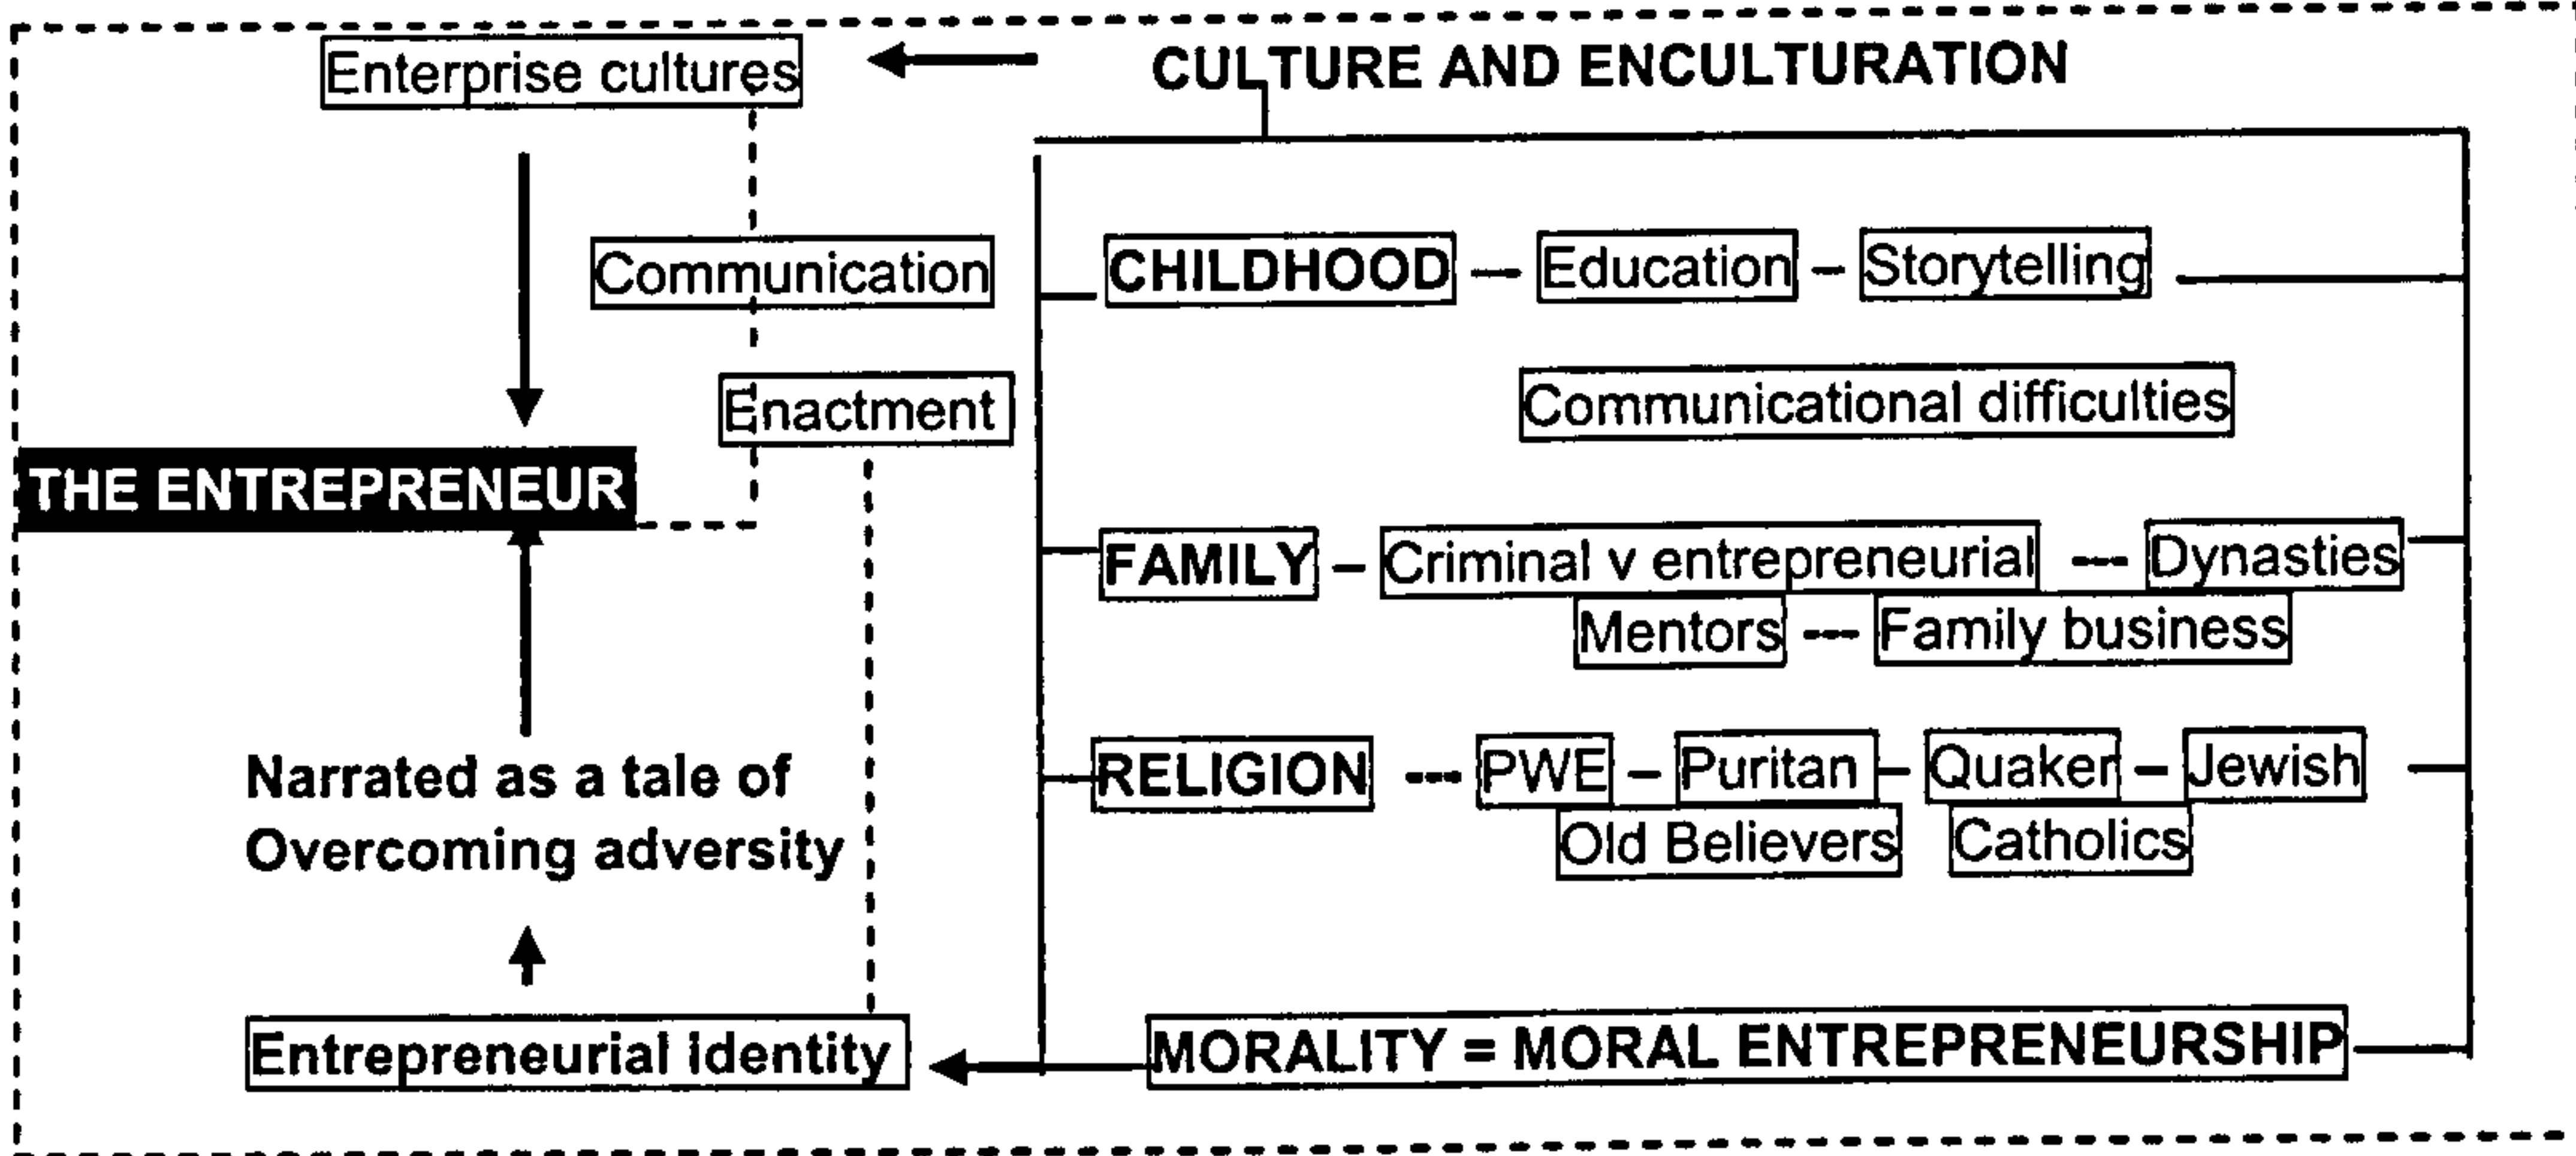 Enterprise cultures
CULTURE AND ENCULTURATION
Communication
CHILDHOOD --- Education – Storytelling
Enactment
Communicational difficulties
THE ENTREPRENEUR
FAMILY – Criminal v entrepreneurial --- Dynasties
Mentors --- Family business
Narrated as a tale of
Overcoming adversity
RELIGION --- PWE – Puritan – Quaker – Jewish
Old Believers Catholics
Entrepreneurial Identity
MORALITY = MORAL ENTREPRENEURSHIP